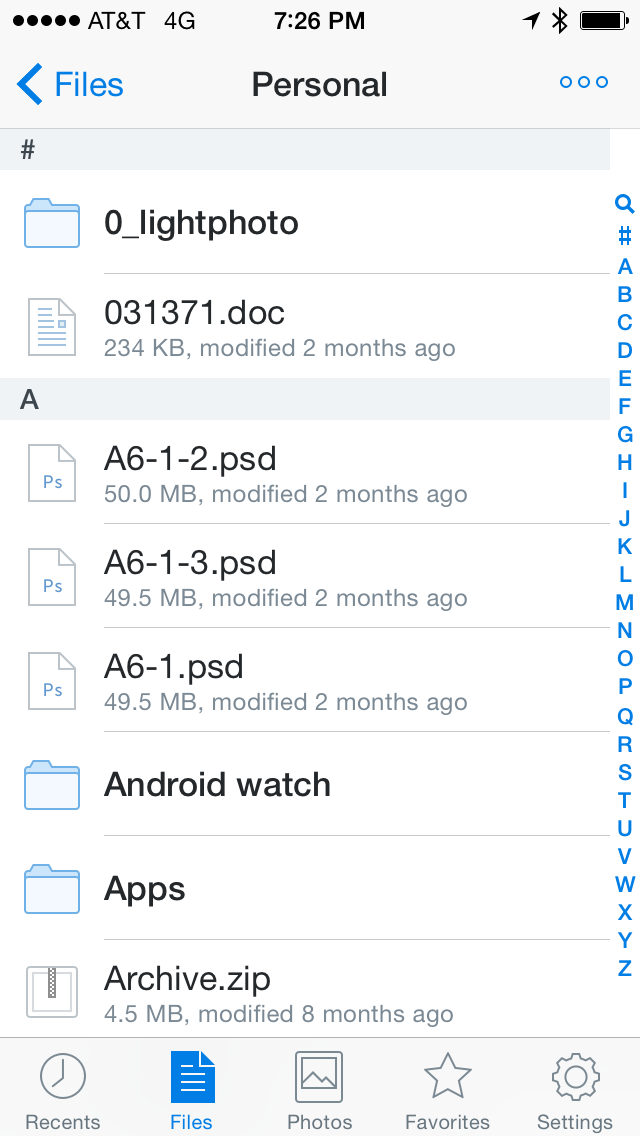 AT&T 4G 7:26 PM
Files Personal
#
0_lightphoto
031371.doc
234 KB, modified 2 months ago
A
Ps A6-1-2.psd
50.0 MB, modified 2 months ago
Ps A6-1-3.psd
49.5 MB, modified 2 months ago
Ps A6-1.psd
49.5 MB, modified 2 months ago
Android watch
Apps
Archive.zip
4.5 MB, modified 8 months ago
#
A
B
C
D
E
F
G
H
I
J
K
L
M
N
O
P
Q
R
S
T
U
V
W
X
Y
Z
Recents Files Photos Favorites Settings